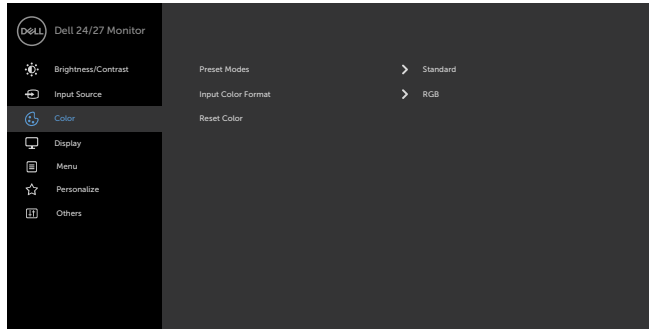 DELL Dell 24/27 Monitor
Brightness/Contrast Preset Modes Standard
Input Source Input Color Format RGB
Color Reset Color
Display
Menu
Personalize
Others